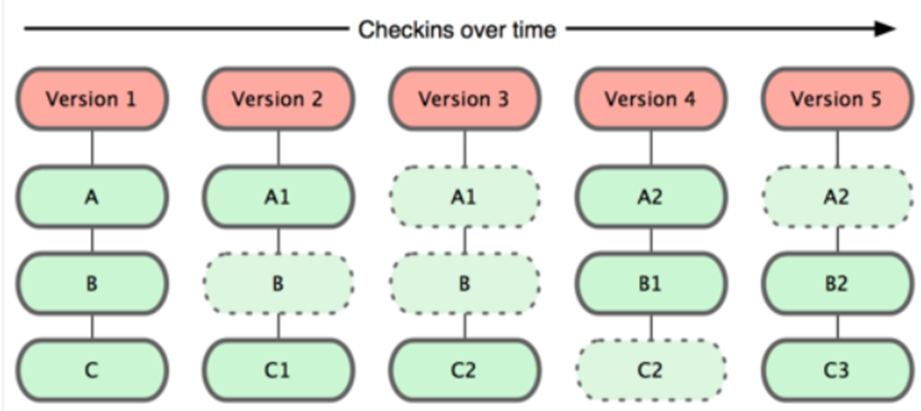 Checkins over time
Version 1 Version 2 Version 3 Version 4 Version 5
A A1 A1 A2 A2
B B B B1 B2
C C1 C2 C2 C3